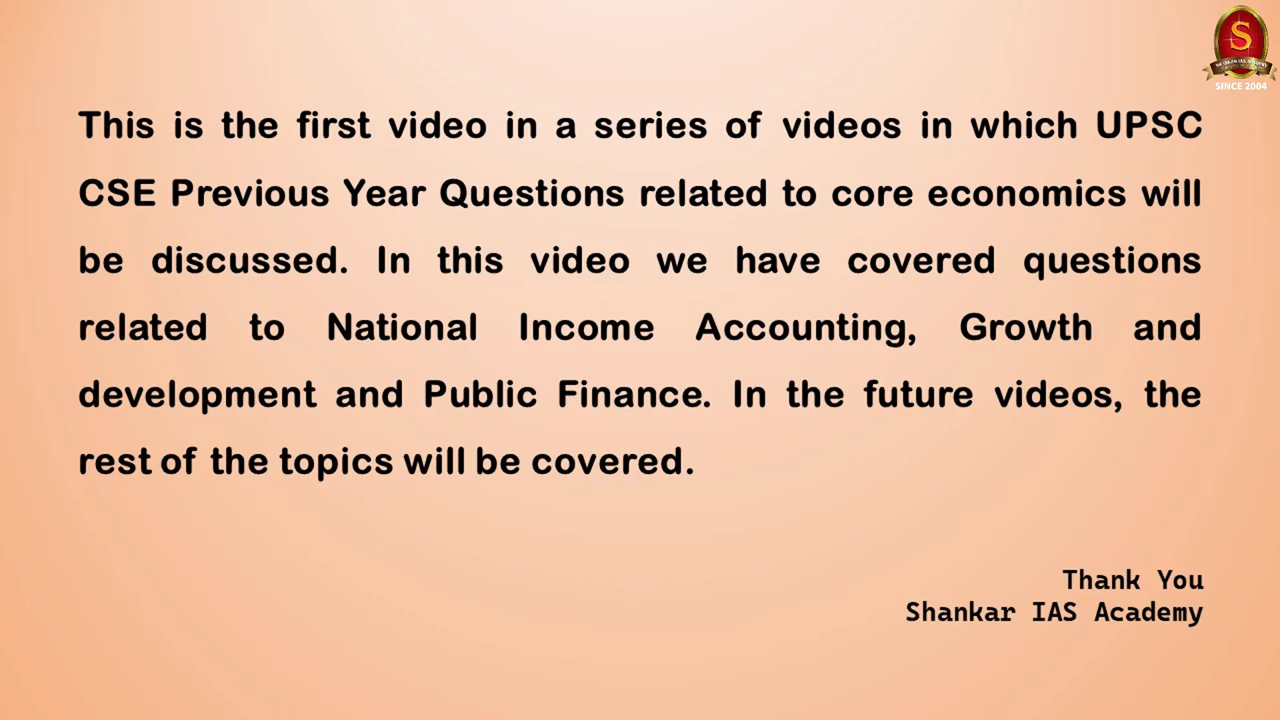 SINCE 2004
This is the first video in a series of videos in which UPSC
CSE Previous Year Questions related to core economics will
be discussed. In this video we have covered questions
related to National Income Accounting, Growth and
development and Public Finance. In the future videos, the
rest of the topics will be covered.
Thank You
Shankar IAS Academy